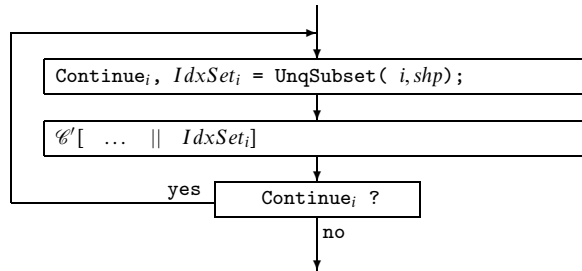 Continueᵢ, IdxSetᵢ = UnqSubset( i,shp);
𝒞′[ … || IdxSetᵢ]
yes
Continueᵢ ?
no